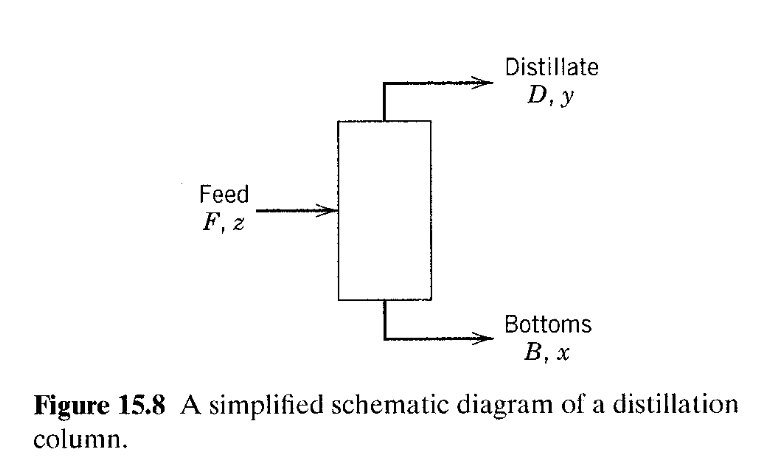 Distillate
D, y
Feed
F, z
Bottoms
B, x
Figure 15.8 A simplified schematic diagram of a distillation
column.